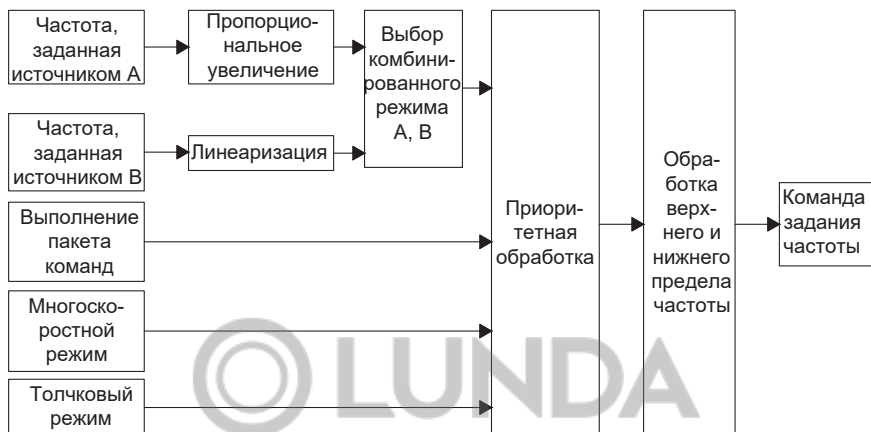 Частота,
заданная
источником А
Пропорцио-
нальное
увеличение
Выбор
комбини-
рованного
режима
А, В
Частота,
заданная
источником В
Линеаризация
Выполнение
пакета
команд
Многоско-
ростной
режим
Толчковый
режим
Приори-
тетная
обработка
Обра-
ботка
верх-
него и
нижнего
предела
частоты
Команда
задания
частоты
LUNDA